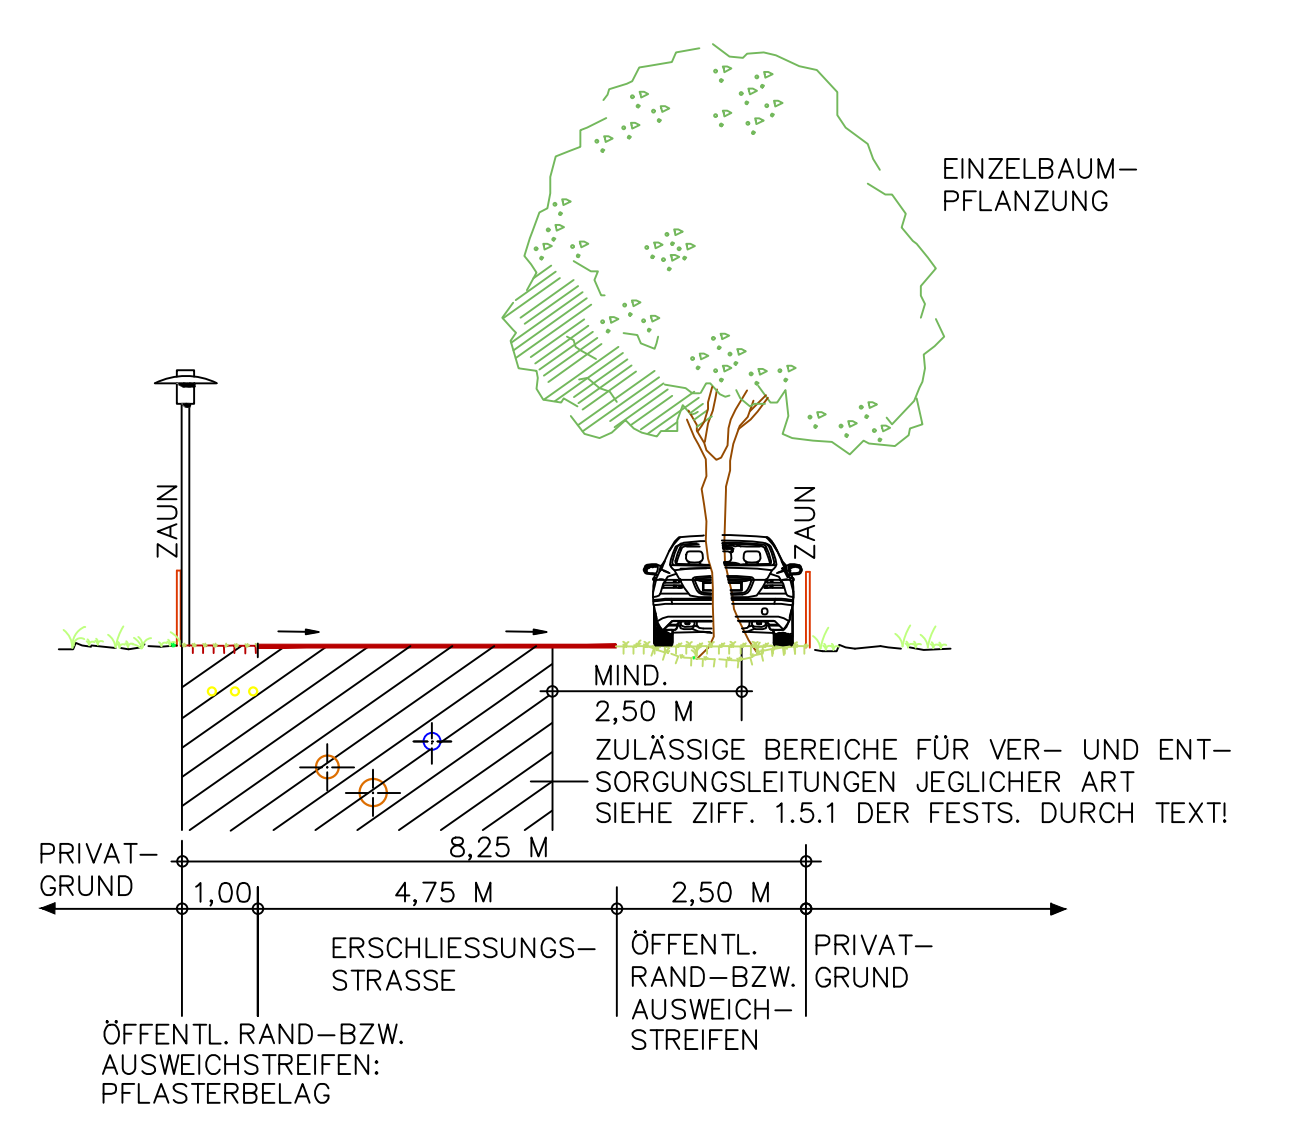 EINZELBAUM-
PFLANZUNG
ZAUN
ZAUN
MIND.
2,50 M
ZULÄSSIGE BEREICHE FÜR VER- UND ENT-
SORGUNGSLEITUNGEN JEGLICHER ART
SIEHE ZIFF. 1.5.1 DER FESTS. DURCH TEXT!
8,25 M
PRIVAT-
GRUND
1,00
4,75 M
2,50 M
ERSCHLIESSUNGS-
STRASSE
ÖFFENTL.
RAND-BZW.
AUSWEICH-
STREIFEN
PRIVAT-
GRUND
ÖFFENTL. RAND-BZW.
AUSWEICHSTREIFEN:
PFLASTERBELAG